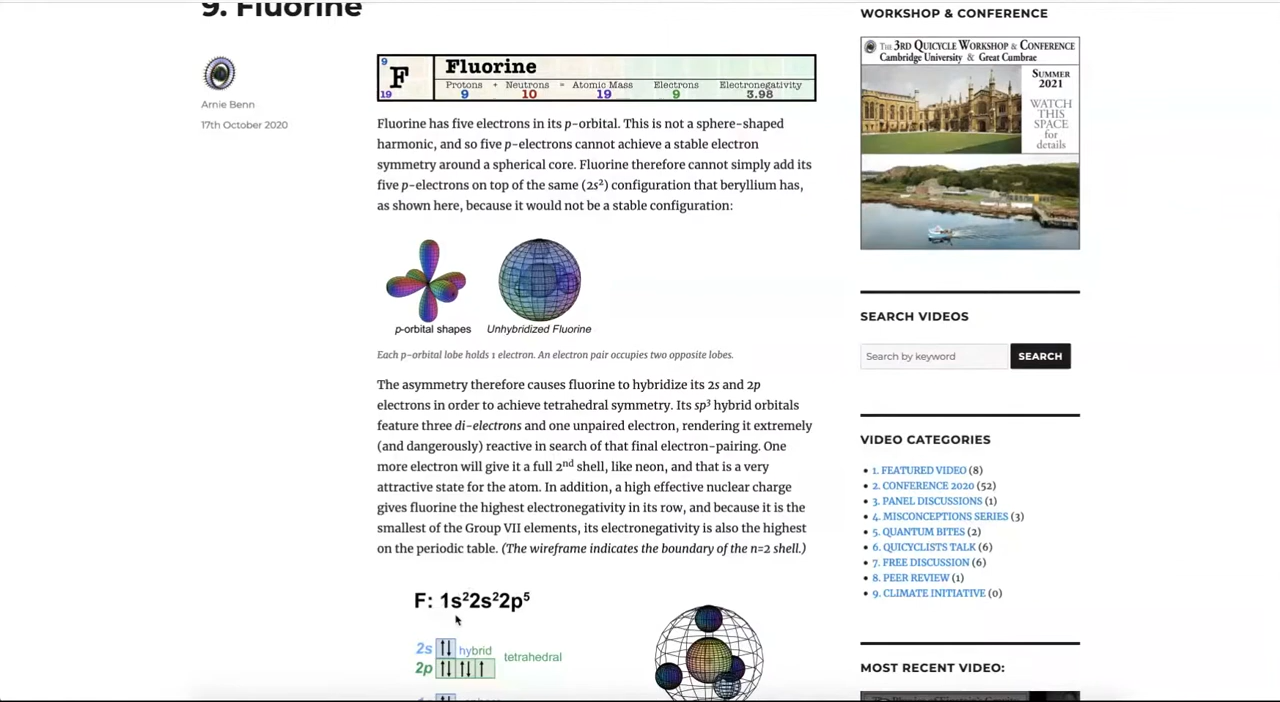 9. Fluorine
Arnie Benn
17th October 2020
9
F
19
Fluorine
Protons + Neutrons = Atomic Mass Electrons Electronegativity
9 10 19 9 3.98
Fluorine has five electrons in its p-orbital. This is not a sphere-shaped
harmonic, and so five p-electrons cannot achieve a stable electron
symmetry around a spherical core. Fluorine therefore cannot simply add its
five p-electrons on top of the same (2s²) configuration that beryllium has,
as shown here, because it would not be a stable configuration:
p-orbital shapes Unhybridized Fluorine
Each p-orbital lobe holds 1 electron. An electron pair occupies two opposite lobes.
The asymmetry therefore causes fluorine to hybridize its 2s and 2p
electrons in order to achieve tetrahedral symmetry. Its sp³ hybrid orbitals
feature three di-electrons and one unpaired electron, rendering it extremely
(and dangerously) reactive in search of that final electron-pairing. One
more electron will give it a full 2nd shell, like neon, and that is a very
attractive state for the atom. In addition, a high effective nuclear charge
gives fluorine the highest electronegativity in its row, and because it is the
smallest of the Group VII elements, its electronegativity is also the highest
on the periodic table. (The wireframe indicates the boundary of the n=2 shell.)
F: 1s²2s²2p⁵
2s ↑↓ hybrid
2p ↑↓ ↑↓ ↑ tetrahedral
WORKSHOP & CONFERENCE
The 3rd Quicycle Workshop & Conference
Cambridge University & Great Cumbrae
Summer
2021
WATCH
THIS
SPACE
for
details
SEARCH VIDEOS
Search by keyword SEARCH
VIDEO CATEGORIES
1. FEATURED VIDEO (8)
2. CONFERENCE 2020 (52)
3. PANEL DISCUSSIONS (1)
4. MISCONCEPTIONS SERIES (3)
5. QUANTUM BITES (2)
6. QUICYCLISTS TALK (6)
7. FREE DISCUSSION (6)
8. PEER REVIEW (1)
9. CLIMATE INITIATIVE (0)
MOST RECENT VIDEO: